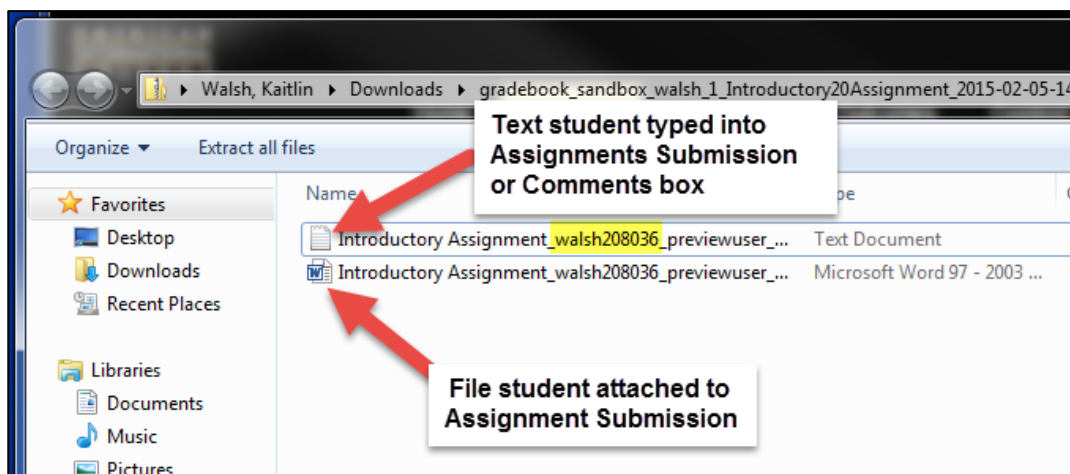 Walsh, Kaitlin Downloads gradebook_sandbox_walsh_1_Introductory20Assignment_2015-02-05-14
Organize Extract all files
Text student typed into
Assignments Submission
or Comments box
Name
Favorites
Desktop
Downloads
Recent Places
Introductory Assignment_walsh208036_previewuser_... Text Document
Introductory Assignment_walsh208036_previewuser_... Microsoft Word 97 - 2003 ...
Libraries
Documents
Music
Pictures
File student attached to
Assignment Submission